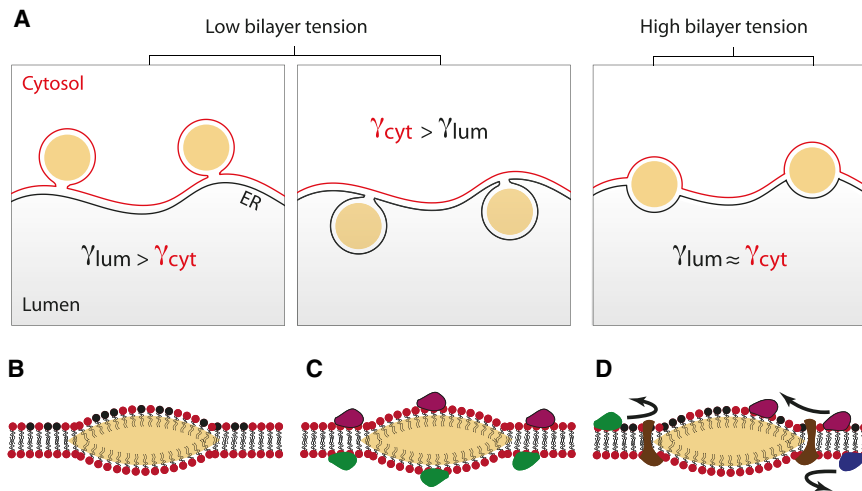 A
Low bilayer tension
High bilayer tension
Cytosol
γcyt > γlum
ER
γlum > γcyt
γlum ≈ γcyt
Lumen
B
C
D